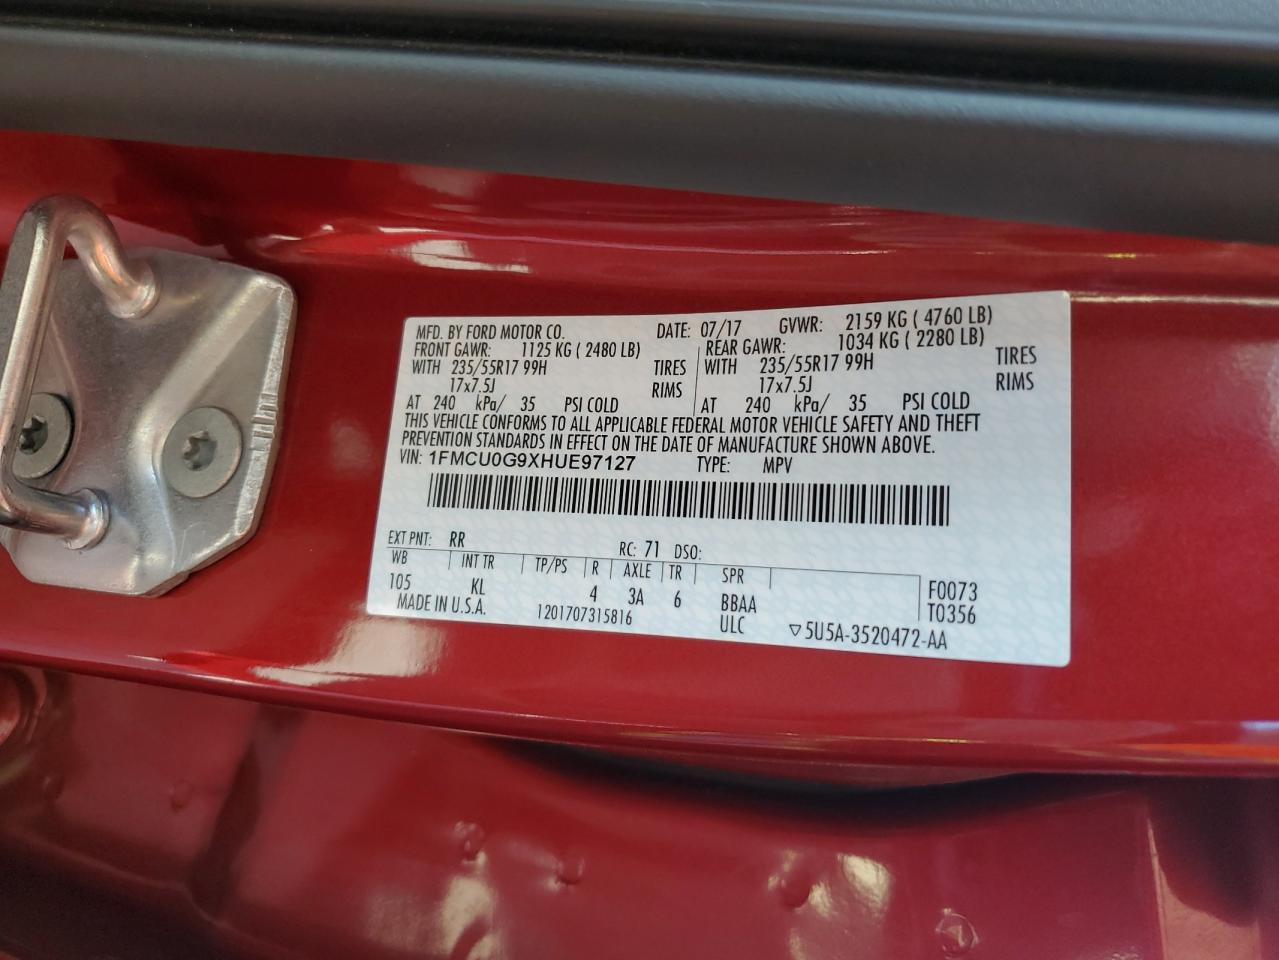 MFD. BY FORD MOTOR CO. DATE: 07/17 GVWR: 2159 KG ( 4760 LB)
FRONT GAWR: 1125 KG ( 2480 LB) REAR GAWR: 1034 KG ( 2280 LB)
WITH 235/55R17 99H TIRES WITH 235/55R17 99H TIRES
17x7.5J RIMS 17x7.5J RIMS
AT 240 kPa/ 35 PSI COLD AT 240 kPa/ 35 PSI COLD
THIS VEHICLE CONFORMS TO ALL APPLICABLE FEDERAL MOTOR VEHICLE SAFETY AND THEFT
PREVENTION STANDARDS IN EFFECT ON THE DATE OF MANUFACTURE SHOWN ABOVE.
VIN: 1FMCU0G9XHUE97127 TYPE: MPV
EXT PNT: RR RC: 71 DSO:
WB INT TR TP/PS R AXLE TR SPR
105 KL 4 3A 6 BBAA F0073
MADE IN U.S.A. 1201707315816 ULC T0356
▽5U5A-3520472-AA